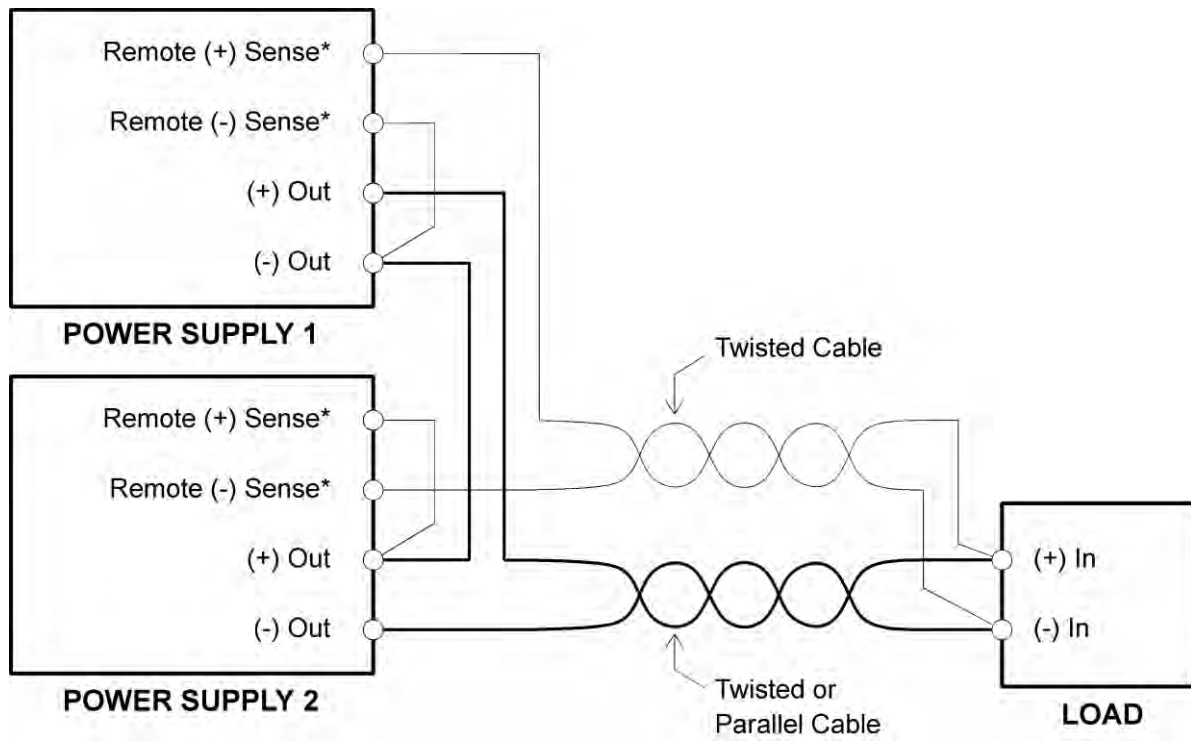 Remote (+) Sense*
Remote (-) Sense*
(+) Out
(-) Out
POWER SUPPLY 1
Twisted Cable
Remote (+) Sense*
Remote (-) Sense*
(+) Out
(-) Out
POWER SUPPLY 2
(+) In
(-) In
LOAD
Twisted or
Parallel Cable